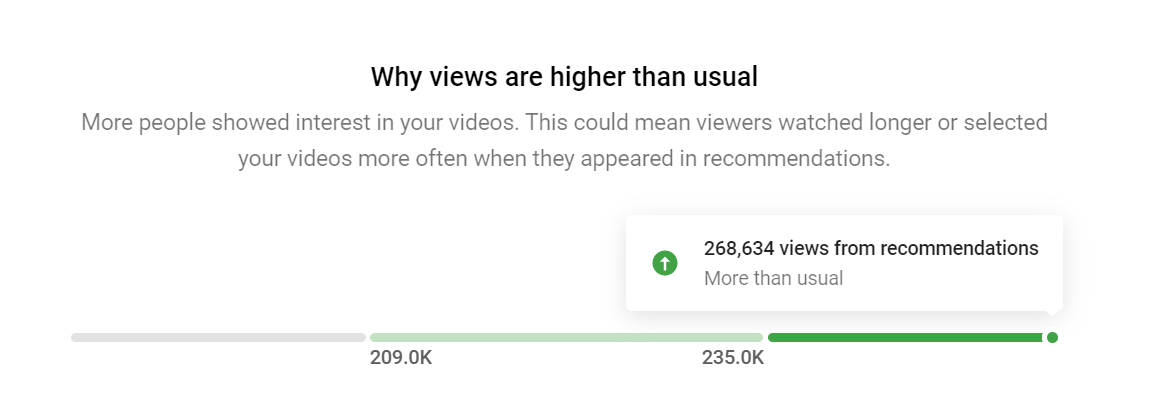 Why views are higher than usual
More people showed interest in your videos. This could mean viewers watched longer or selected
your videos more often when they appeared in recommendations.
268,634 views from recommendations
More than usual
209.0K
235.0K